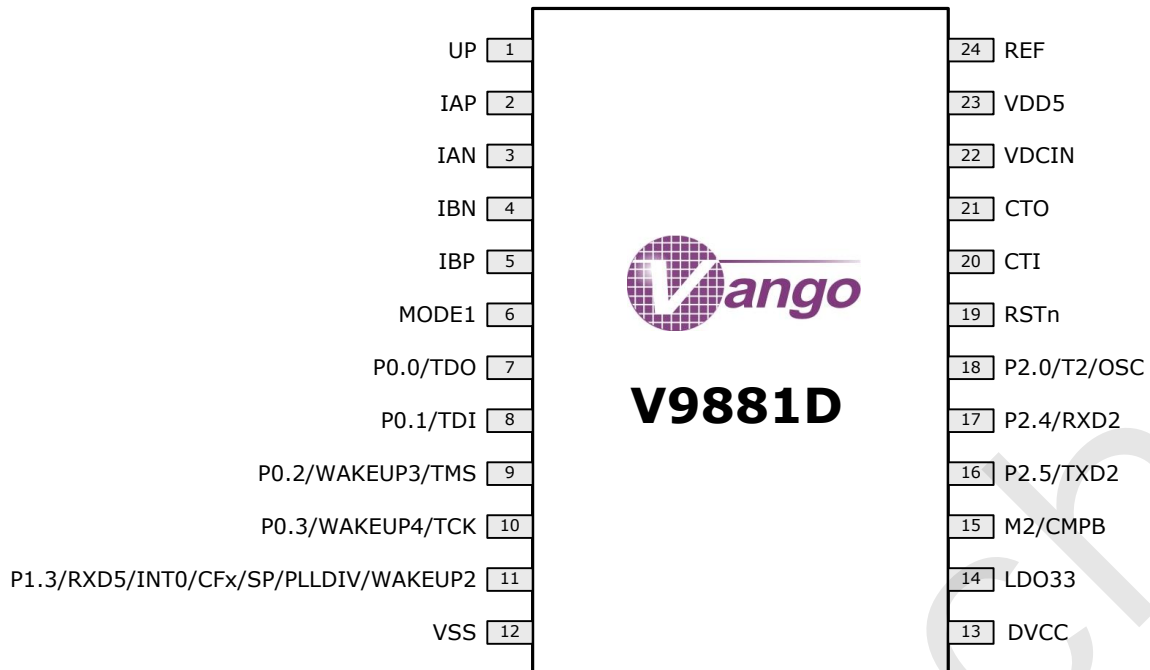 UP 1
IAP 2
IAN 3
IBN 4
IBP 5
MODE1 6
P0.0/TDO 7
P0.1/TDI 8
P0.2/WAKEUP3/TMS 9
P0.3/WAKEUP4/TCK 10
P1.3/RXD5/INT0/CFx/SP/PLLDIV/WAKEUP2 11
VSS 12
Vango
V9881D
24 REF
23 VDD5
22 VDCIN
21 CTO
20 CTI
19 RSTn
18 P2.0/T2/OSC
17 P2.4/RXD2
16 P2.5/TXD2
15 M2/CMPB
14 LDO33
13 DVCC
ch